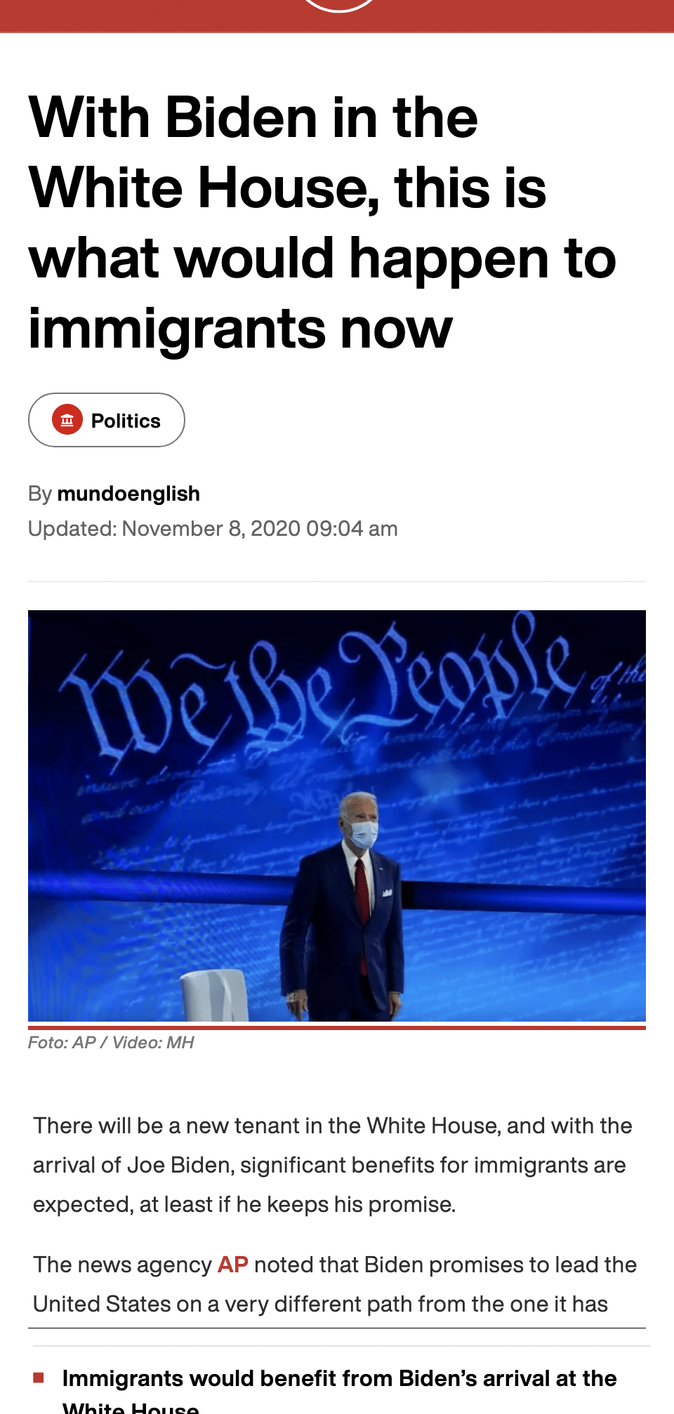 With Biden in the
White House, this is
what would happen to
immigrants now
Politics
By mundoenglish
Updated: November 8, 2020 09:04 am
We the People of the
Foto: AP / Video: MH
There will be a new tenant in the White House, and with the
arrival of Joe Biden, significant benefits for immigrants are
expected, at least if he keeps his promise.
The news agency AP noted that Biden promises to lead the
United States on a very different path from the one it has
Immigrants would benefit from Biden’s arrival at the
White House